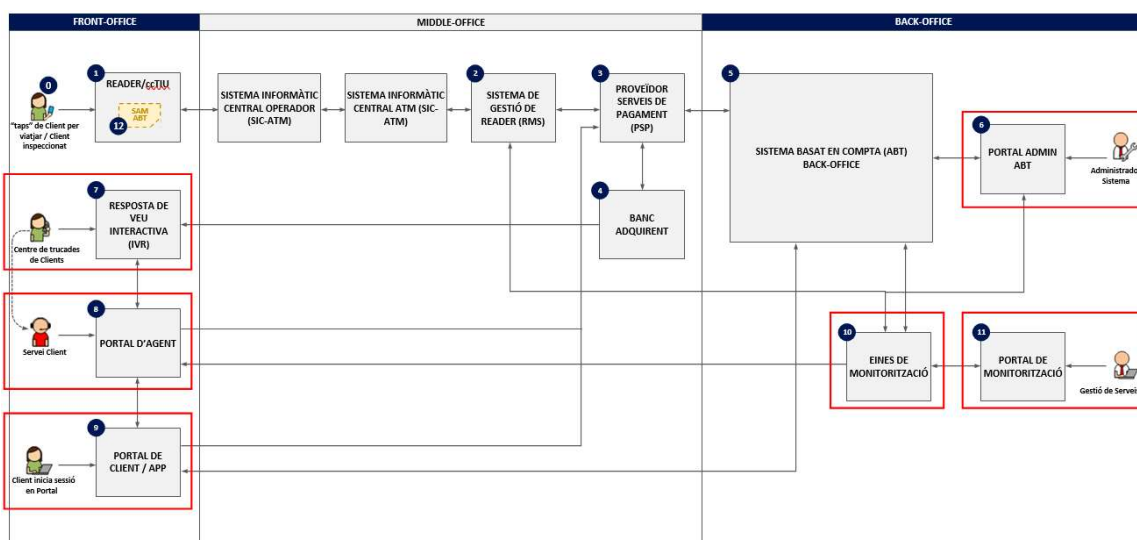 FRONT-OFFICE
MIDDLE-OFFICE
BACK-OFFICE
0
"taps" de Client per
viatjar / Client
inspeccionat
1
READER/ccTIU
SAM
ABT
12
SISTEMA INFORMÀTIC
CENTRAL OPERADOR
(SIC-ATM)
SISTEMA INFORMÀTIC
CENTRAL ATM (SIC-
ATM)
2
SISTEMA DE
GESTIÓ DE
READER (RMS)
3
PROVEÏDOR
SERVEIS DE
PAGAMENT
(PSP)
4
BANC
ADQUIRENT
5
SISTEMA BASAT EN COMPTA (ABT)
BACK-OFFICE
6
PORTAL ADMIN
ABT
Administrado
Sistema
7
RESPOSTA DE
VEU
INTERACTIVA
(IVR)
Centre de trucades
de Clients
8
PORTAL D'AGENT
Servei Client
9
PORTAL DE
CLIENT / APP
Client inicia sessió
en Portal
10
EINES DE
MONITORITZACIÓ
11
PORTAL DE
MONITORITZACIÓ
Gestió de Serveis